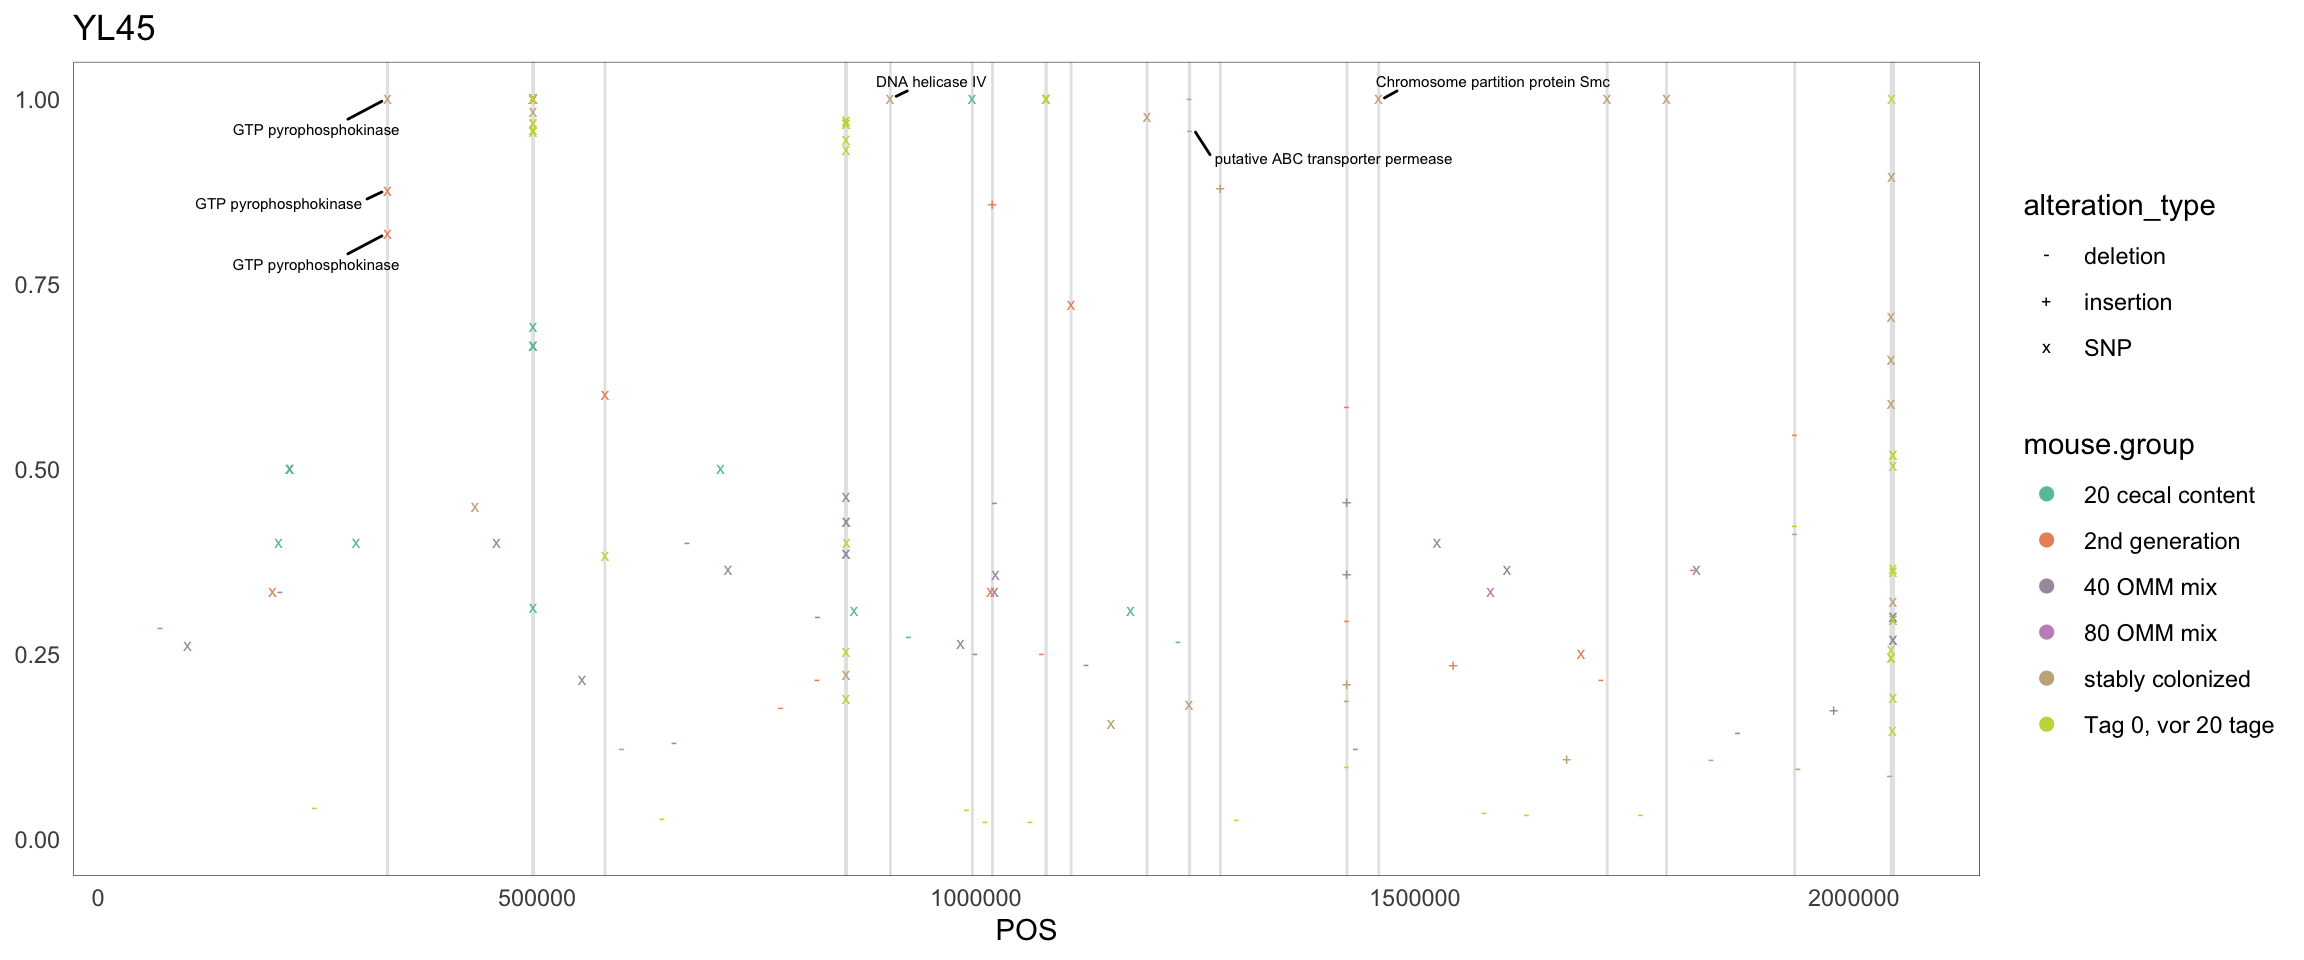 YL45
DNA helicase IV
Chromosome partition protein Smc
1.00
GTP pyrophosphokinase
putative ABC transporter permease
GTP pyrophosphokinase
GTP pyrophosphokinase
0.75
0.50
0.25
0.00
0
500000
1000000
1500000
2000000
POS
alteration_type
- deletion
+ insertion
x SNP
mouse.group
20 cecal content
2nd generation
40 OMM mix
80 OMM mix
stably colonized
Tag 0, vor 20 tage